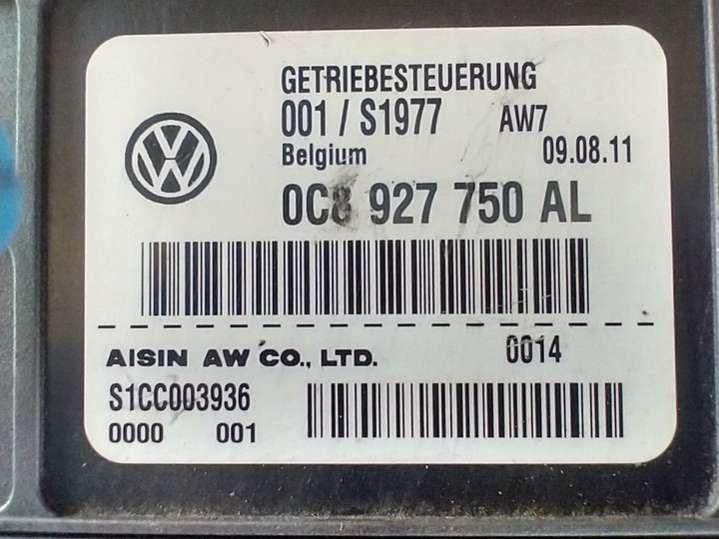 GETRIEBESTEUERUNG
001 / S1977 AW7
Belgium 09.08.11
0C8 927 750 AL
AISIN AW CO., LTD. 0014
S1CC003936
0000 001